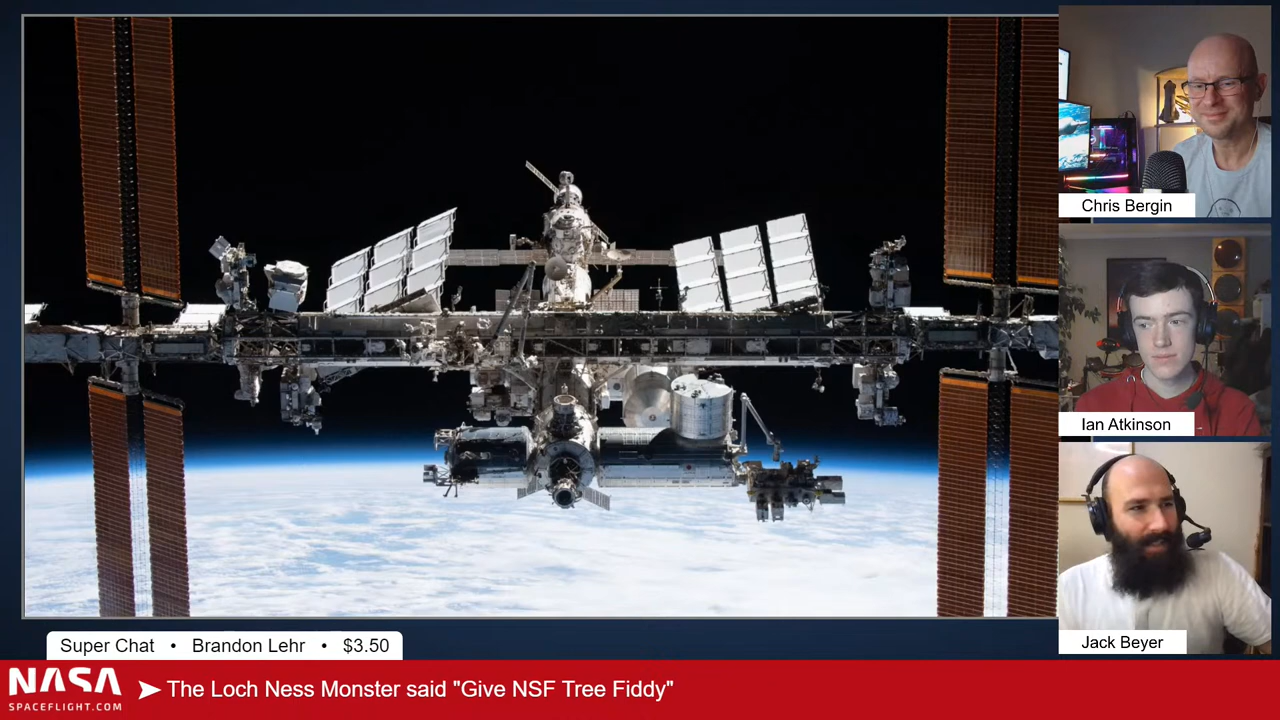 Chris Bergin
Ian Atkinson
Jack Beyer
Super Chat • Brandon Lehr • $3.50
NASA
SPACEFLIGHT.COM
The Loch Ness Monster said "Give NSF Tree Fiddy"